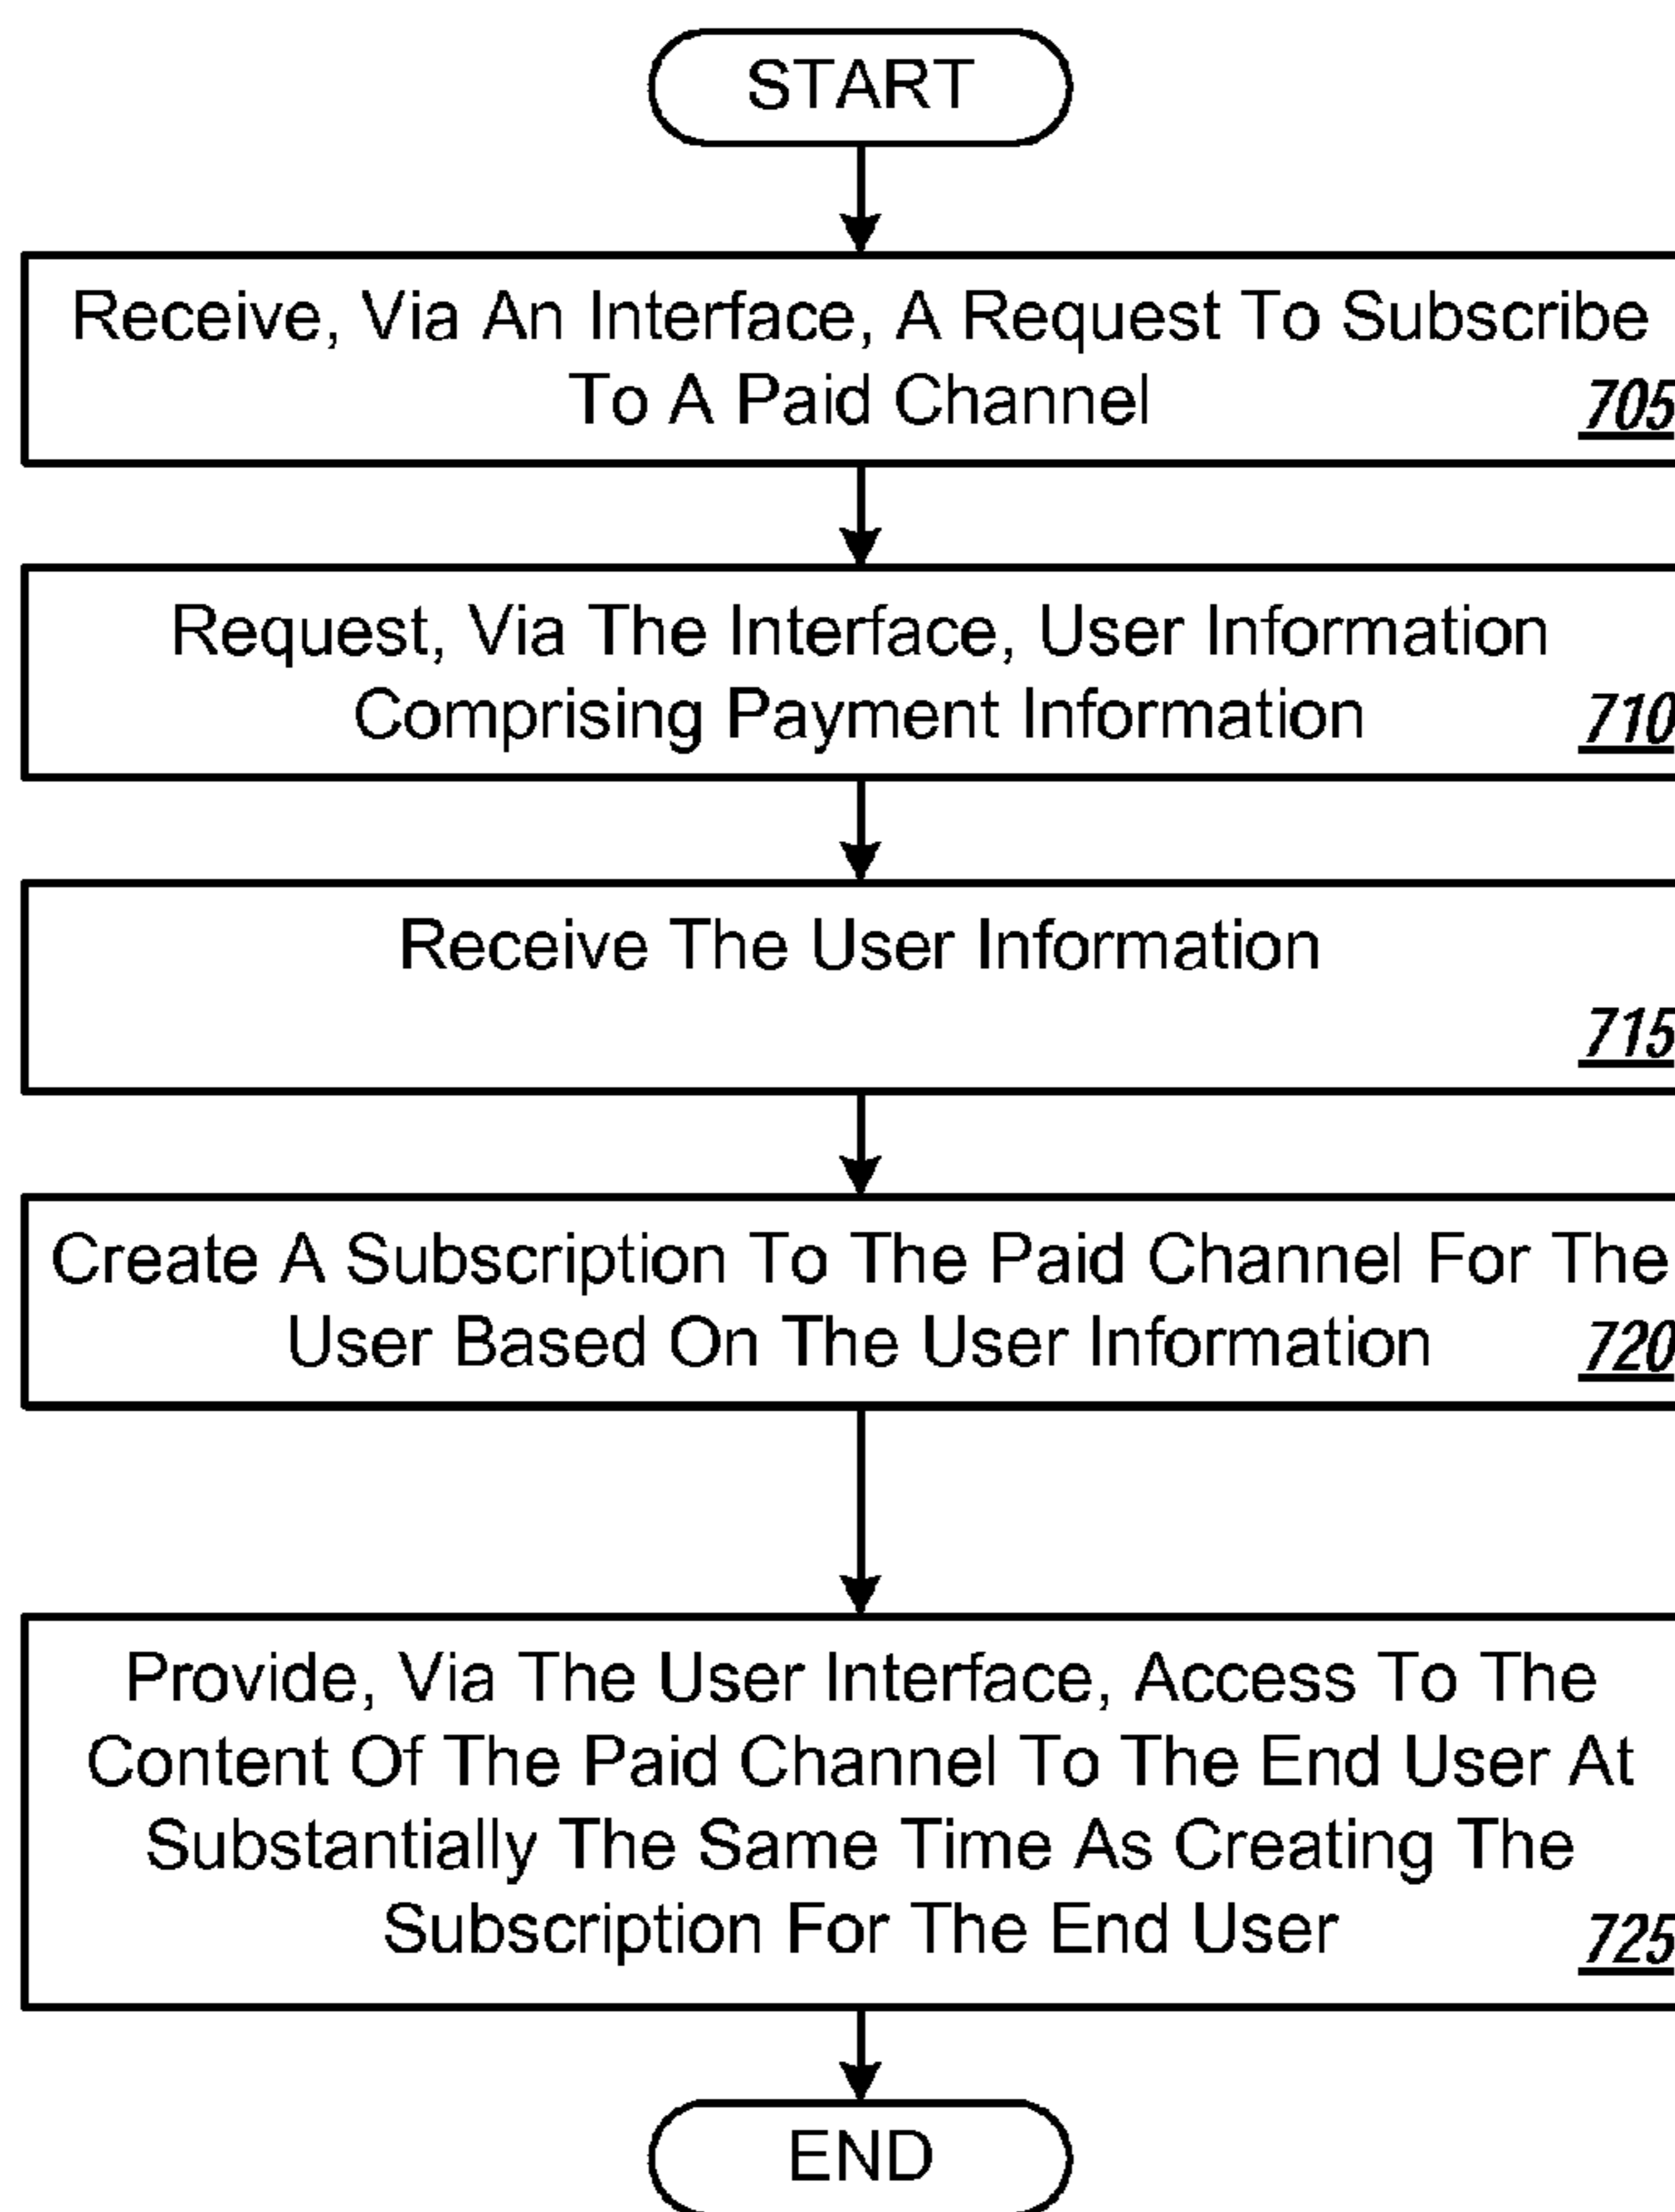 START
Receive, Via An Interface, A Request To Subscribe
To A Paid Channel
705
Request, Via The Interface, User Information
Comprising Payment Information
710
Receive The User Information
715
Create A Subscription To The Paid Channel For The
User Based On The User Information
720
Provide, Via The User Interface, Access To The
Content Of The Paid Channel To The End User At
Substantially The Same Time As Creating The
Subscription For The End User
725
END